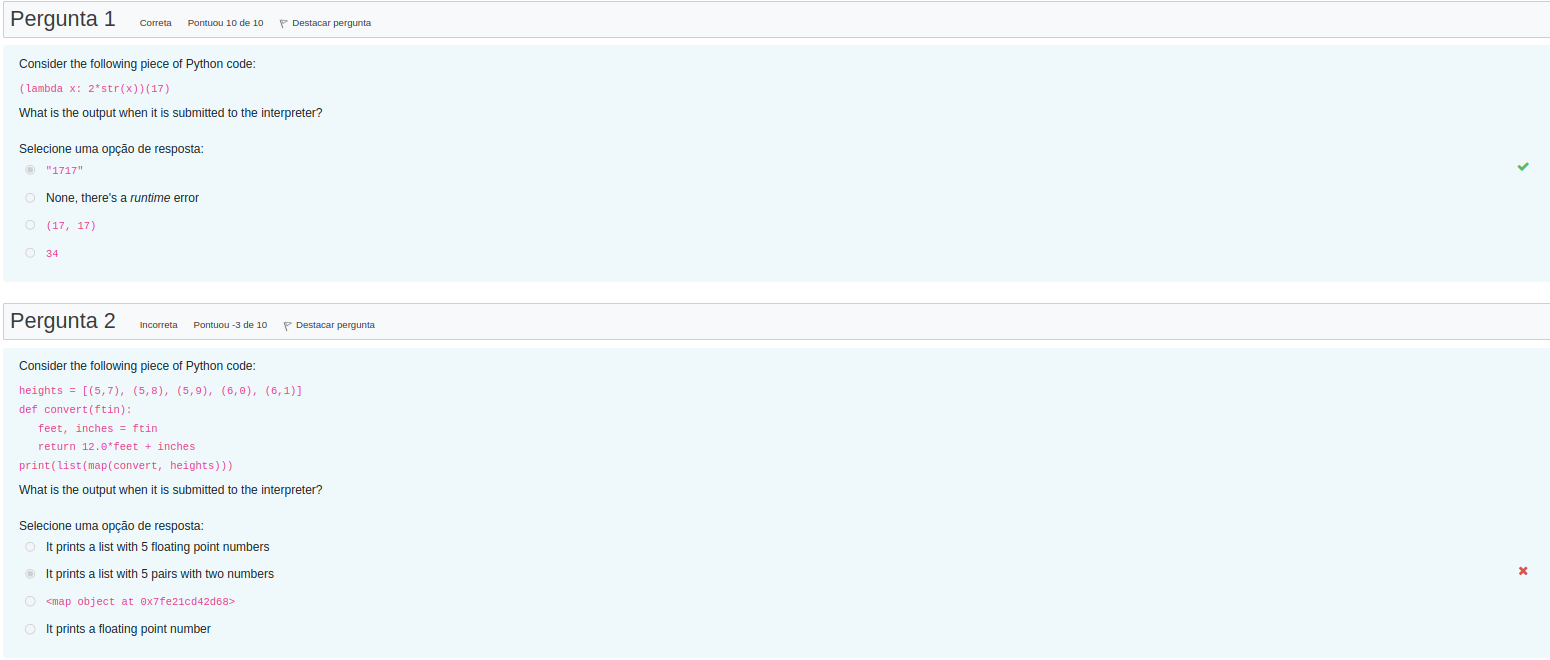 Pergunta 1 Correta Pontuou 10 de 10 Destacar pergunta
Consider the following piece of Python code:
(lambda x: 2*str(x))(17)
What is the output when it is submitted to the interpreter?
Selecione uma opção de resposta:
"1717"
None, there's a runtime error
(17, 17)
34
Pergunta 2 Incorreta Pontuou -3 de 10 Destacar pergunta
Consider the following piece of Python code:
heights = [(5,7), (5,8), (5,9), (6,0), (6,1)]
def convert(ftin):
   feet, inches = ftin
   return 12.0*feet + inches
print(list(map(convert, heights)))
What is the output when it is submitted to the interpreter?
Selecione uma opção de resposta:
It prints a list with 5 floating point numbers
It prints a list with 5 pairs with two numbers
<map object at 0x7fe21cd42d68>
It prints a floating point number